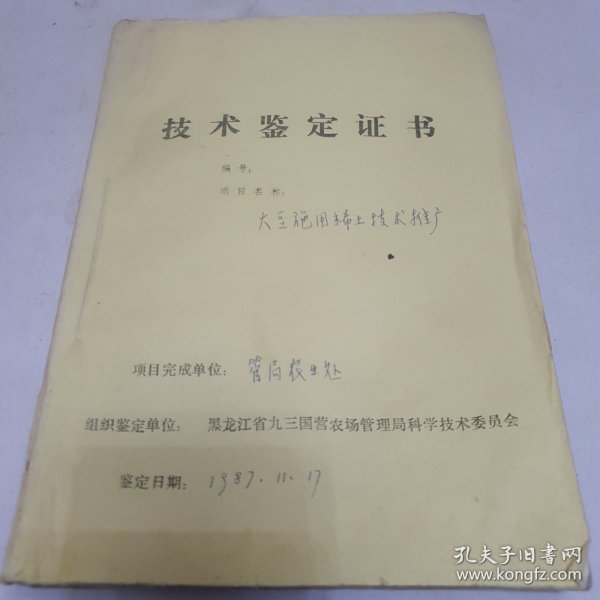 技术鉴定证书
编号：
项目名称：
大豆施用稀土技术推广
项目完成单位：管局农业处
组织鉴定单位：黑龙江省九三国营农场管理局科学技术委员会
鉴定日期：1987.11.17
孔夫子旧书网
www.kongfz.com